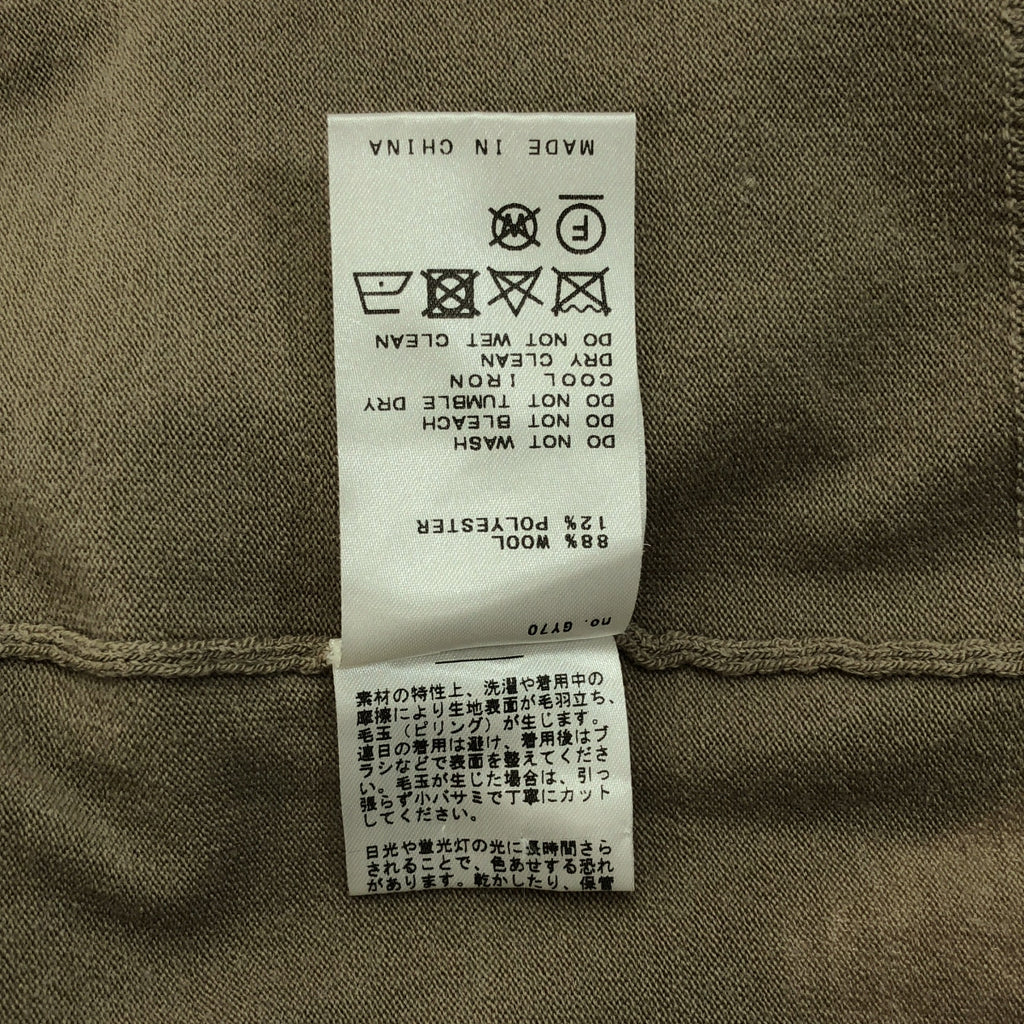 no. GY70
88% WOOL
12% POLYESTER
DO NOT WASH
DO NOT BLEACH
DO NOT TUMBLE DRY
COOL IRON
DRY CLEAN
DO NOT WET CLEAN
F
W
MADE IN CHINA
素材の特性上、洗濯や着用中の
摩擦により生地表面が毛羽立ち、
毛玉（ピリング）が生じます。
連日の着用は避け、着用後はブ
ラシなどで表面を整えてくださ
い。毛玉が生じた場合は、引っ
張らず小バサミで丁寧にカット
してください。
日光や蛍光灯の光に長時間さら
されることで、色あせする恐れ
があります。乾かしたり、保管